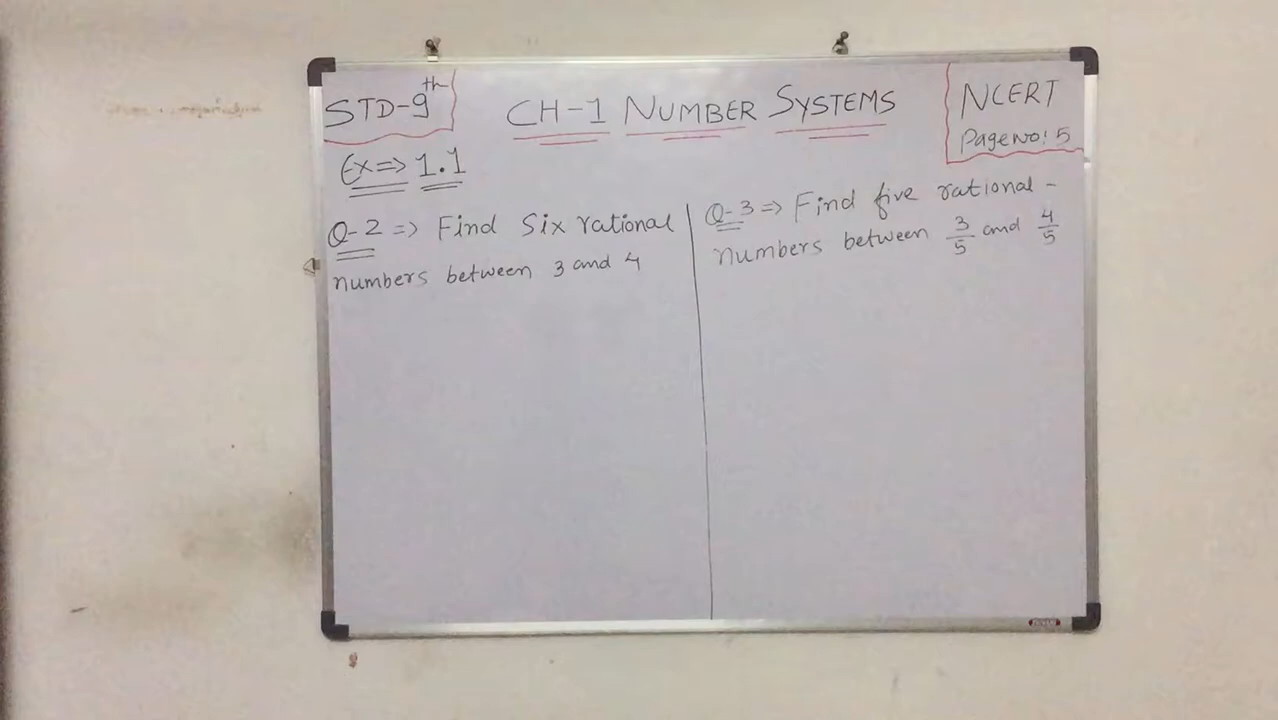 STD-9th
CH-1 NUMBER SYSTEMS
NCERT
Page no: 5
Ex => 1.1
Q-2 => Find Six rational
numbers between 3 and 4
Q-3 => Find five rational -
numbers between 3/5 and 4/5